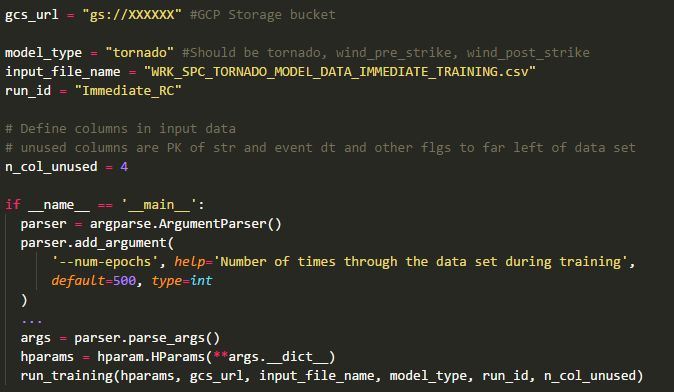 gcs_url = "gs://XXXXXX" #GCP Storage bucket
model_type = "tornado" #Should be tornado, wind_pre_strike, wind_post_strike
input_file_name = "WRK_SPC_TORNADO_MODEL_DATA_IMMEDIATE_TRAINING.csv"
run_id = "Immediate_RC"
# Define columns in input data
# unused columns are PK of str and event dt and other flgs to far left of data set
n_col_unused = 4
if __name__ == '__main__':
parser = argparse.ArgumentParser()
parser.add_argument(
'--num-epochs', help='Number of times through the data set during training',
default=500, type=int
)
...
args = parser.parse_args()
hparams = hparam.HParams(**args.__dict__)
run_training(hparams, gcs_url, input_file_name, model_type, run_id, n_col_unused)